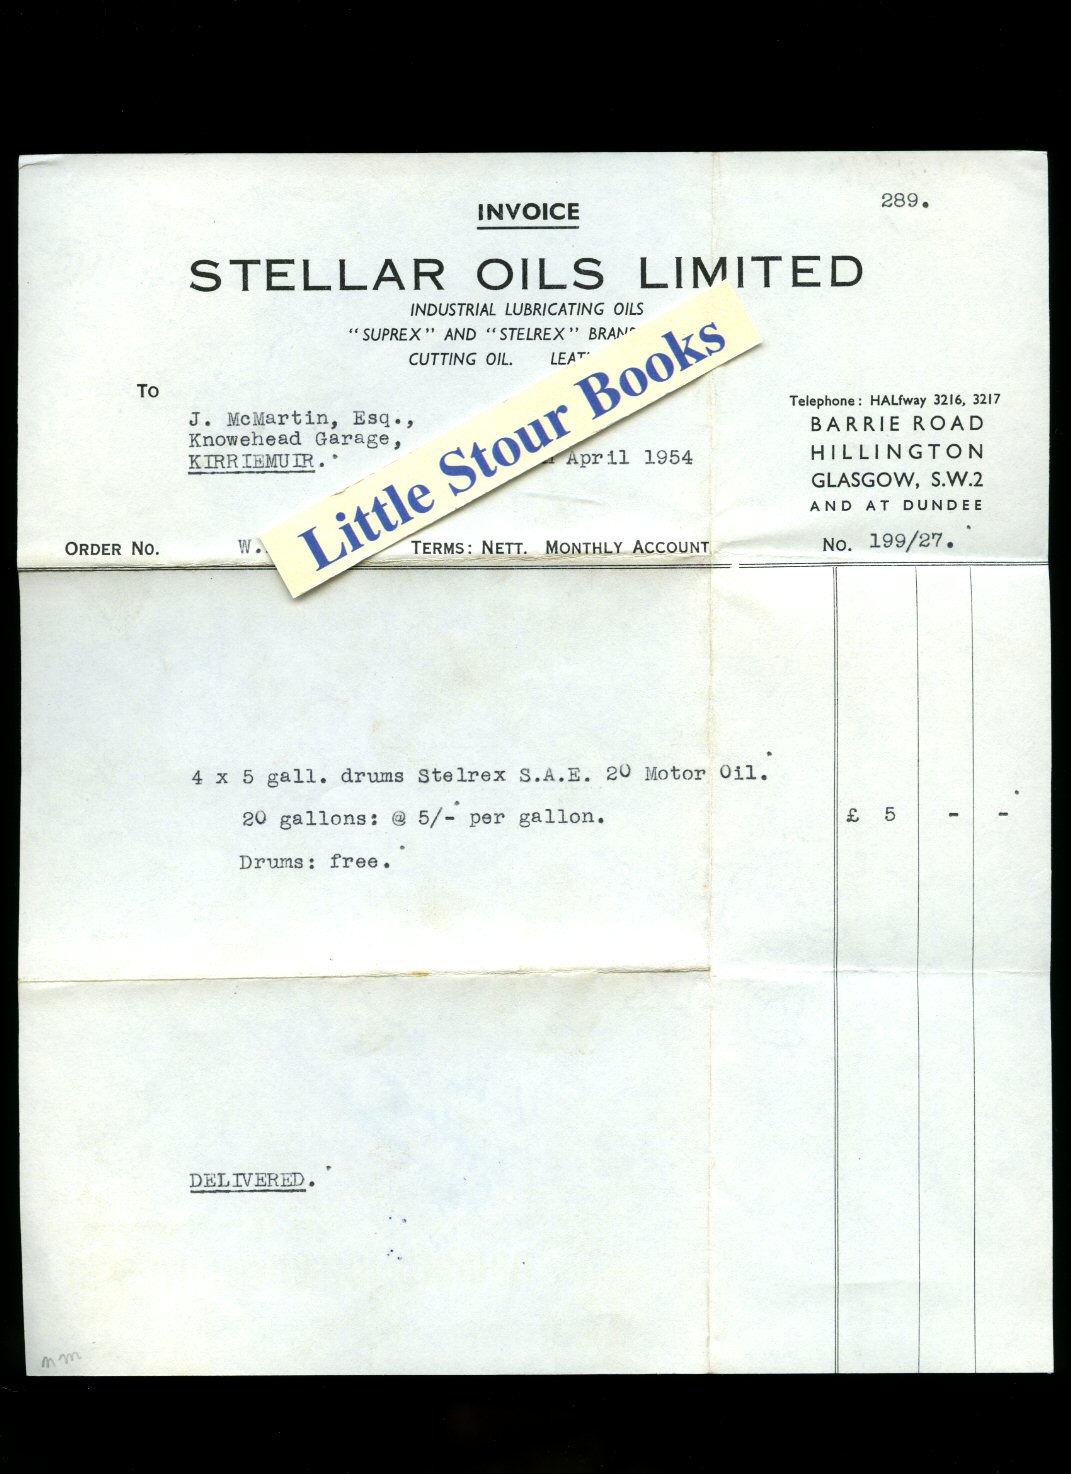 289.
INVOICE
STELLAR OILS LIMITED
INDUSTRIAL LUBRICATING OILS
"SUPREX" AND "STELREX"
CUTTING OIL.
To
J. McMartin, Esq.,
Knowehead Garage,
KIRRIEMUIR.
April 1954
Telephone: HALfway 3216, 3217
BARRIE ROAD
HILLINGTON
GLASGOW, S.W.2
AND AT DUNDEE
Little Stour Books
ORDER No. W. TERMS: NETT. MONTHLY ACCOUNT No. 199/27.
4 x 5 gall. drums Stelrex S.A.E. 20 Motor Oil.
20 gallons: @ 5/- per gallon. £ 5 - -
Drums: free.
DELIVERED.